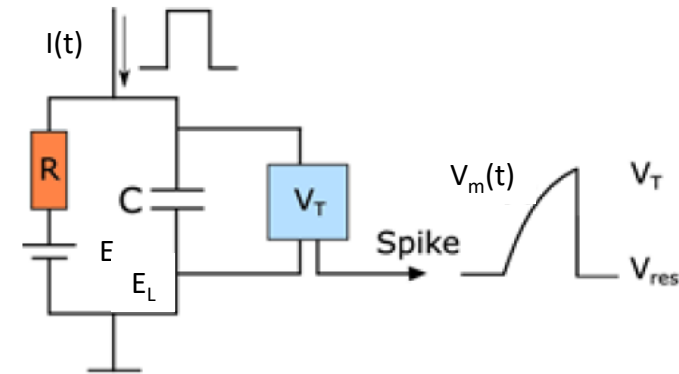 I(t)
R
C
V_T
E
E_L
Spike
V_m(t)
V_T
V_res